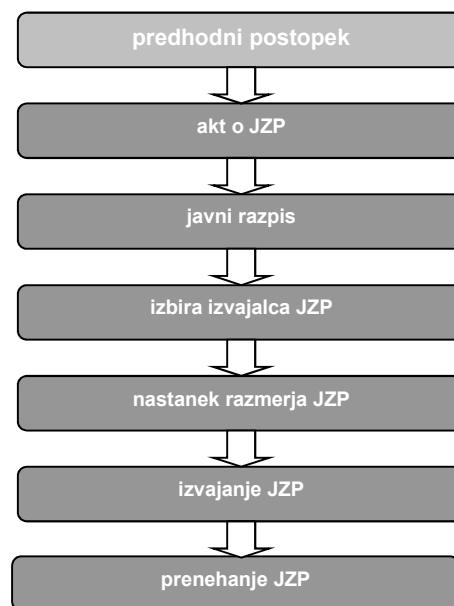 predhodni postopek
akt o JZP
javni razpis
izbira izvajalca JZP
nastanek razmerja JZP
izvajanje JZP
prenehanje JZP